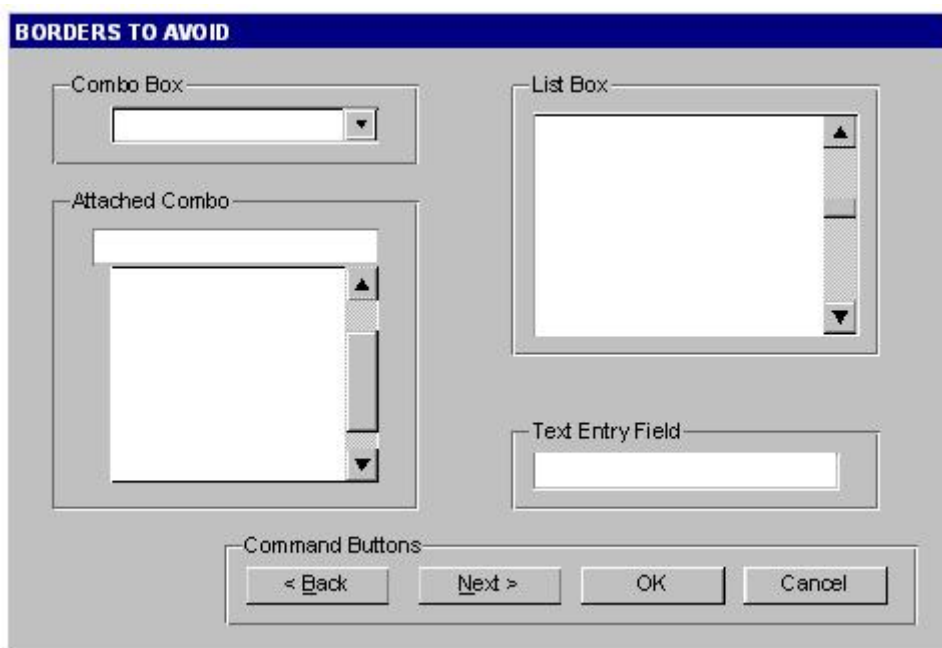 BORDERS TO AVOID
Combo Box
List Box
Attached Combo
Text Entry Field
Command Buttons
< Back Next > OK Cancel